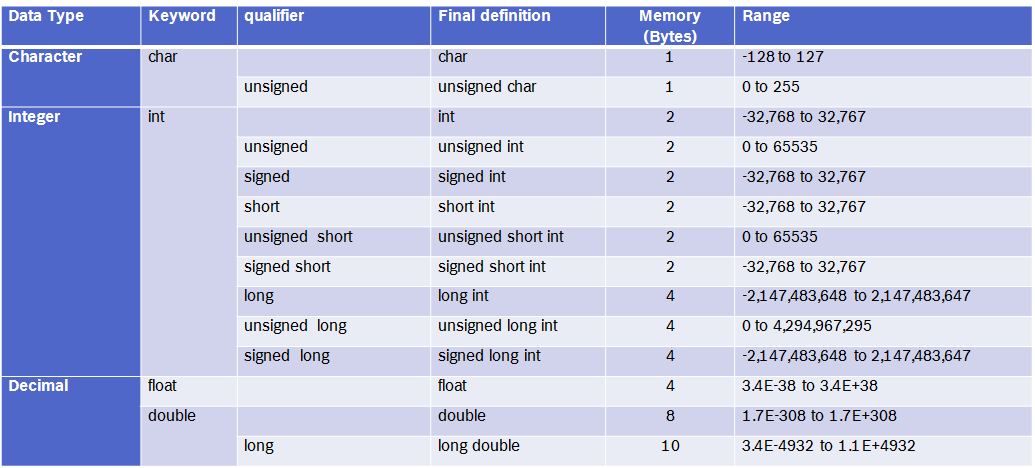 Data Type Keyword qualifier Final definition Memory (Bytes) Range
Character char char 1 -128 to 127
unsigned unsigned char 1 0 to 255
Integer int int 2 -32,768 to 32,767
unsigned unsigned int 2 0 to 65535
signed signed int 2 -32,768 to 32,767
short short int 2 -32,768 to 32,767
unsigned short unsigned short int 2 0 to 65535
signed short signed short int 2 -32,768 to 32,767
long long int 4 -2,147,483,648 to 2,147,483,647
unsigned long unsigned long int 4 0 to 4,294,967,295
signed long signed long int 4 -2,147,483,648 to 2,147,483,647
Decimal float float 4 3.4E-38 to 3.4E+38
double double 8 1.7E-308 to 1.7E+308
long long double 10 3.4E-4932 to 1.1E+4932